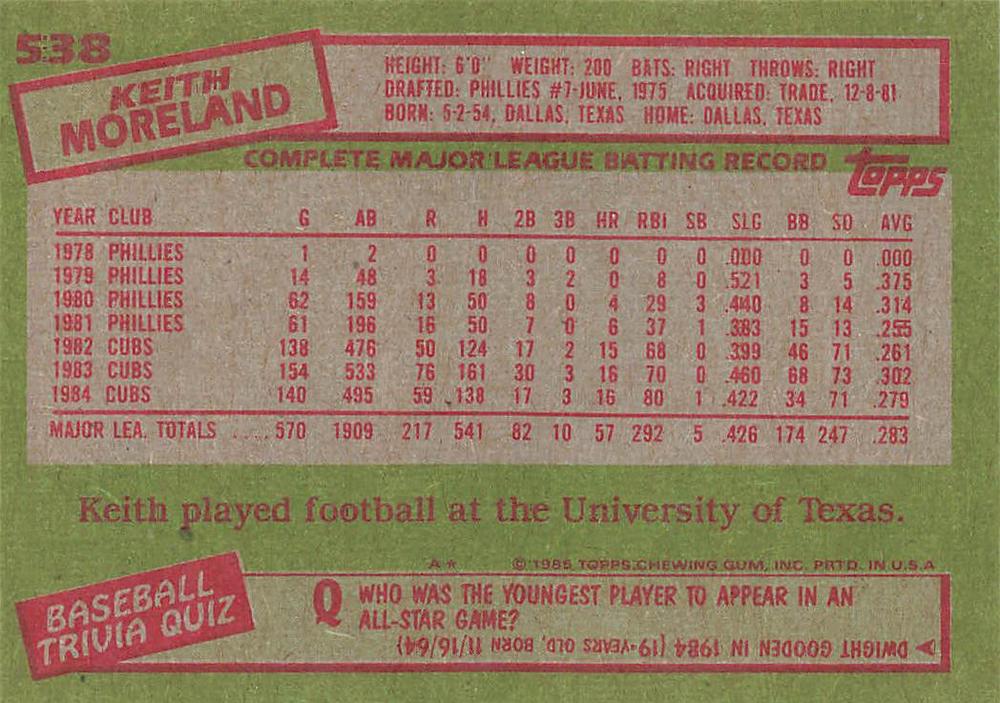 538
KEITH
MORELAND
HEIGHT: 6'0" WEIGHT: 200 BATS: RIGHT THROWS: RIGHT
DRAFTED: PHILLIES #7-JUNE, 1975 ACQUIRED: TRADE, 12-8-81
BORN: 5-2-54, DALLAS, TEXAS HOME: DALLAS, TEXAS
COMPLETE MAJOR LEAGUE BATTING RECORD
TOPPS
YEAR CLUB G AB R H 2B 3B HR RBI SB SLG BB SO AVG
1978 PHILLIES 1 2 0 0 0 0 0 0 0 .000 0 0 .000
1979 PHILLIES 14 48 3 18 3 2 0 8 0 .521 3 5 .375
1980 PHILLIES 62 159 13 50 8 0 4 29 3 .440 8 14 .314
1981 PHILLIES 61 196 16 50 7 0 6 37 1 .383 15 13 .255
1982 CUBS 138 476 50 124 17 2 15 68 0 .399 46 71 .261
1983 CUBS 154 533 76 161 30 3 16 70 0 .460 68 73 .302
1984 CUBS 140 495 59 138 17 3 16 80 1 .422 34 71 .279
MAJOR LEA. TOTALS .... 570 1909 217 541 82 10 57 292 5 .426 174 247 .283
Keith played football at the University of Texas.
A* © 1985 TOPPS CHEWING GUM, INC. PRTD. IN U.S.A
BASEBALL
TRIVIA QUIZ
Q WHO WAS THE YOUNGEST PLAYER TO APPEAR IN AN
ALL-STAR GAME?
DWIGHT GOODEN IN 1984 (19-YEARS OLD, BORN 11/16/64)